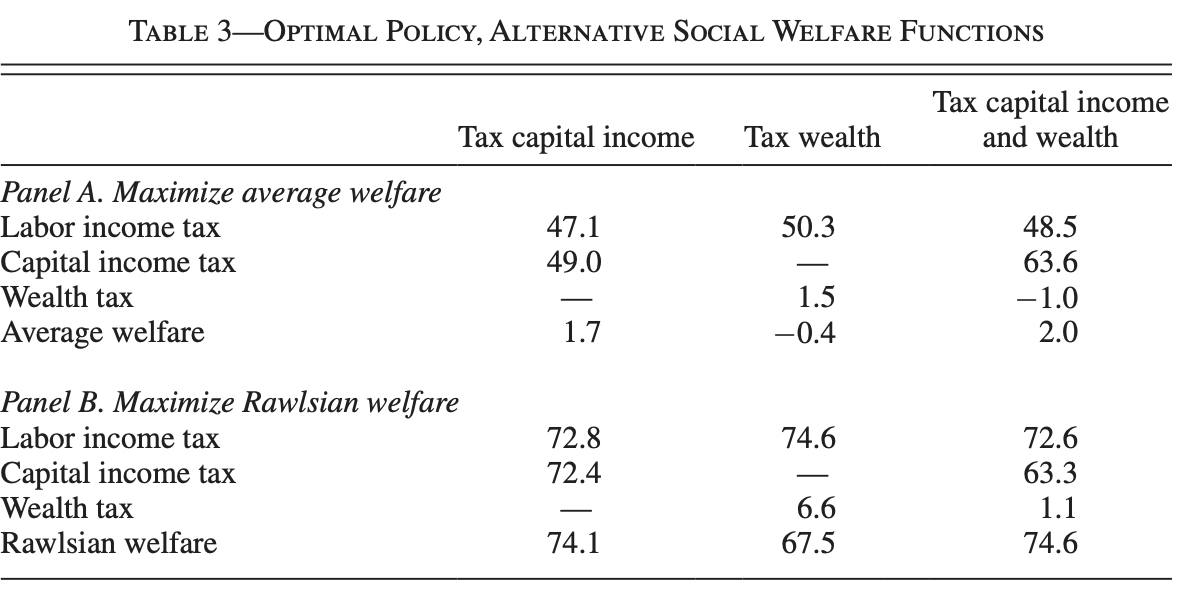 TABLE 3—OPTIMAL POLICY, ALTERNATIVE SOCIAL WELFARE FUNCTIONS
Tax capital income
Tax capital income Tax wealth and wealth
Panel A. Maximize average welfare
Labor income tax 47.1 50.3 48.5
Capital income tax 49.0 — 63.6
Wealth tax — 1.5 −1.0
Average welfare 1.7 −0.4 2.0
Panel B. Maximize Rawlsian welfare
Labor income tax 72.8 74.6 72.6
Capital income tax 72.4 — 63.3
Wealth tax — 6.6 1.1
Rawlsian welfare 74.1 67.5 74.6